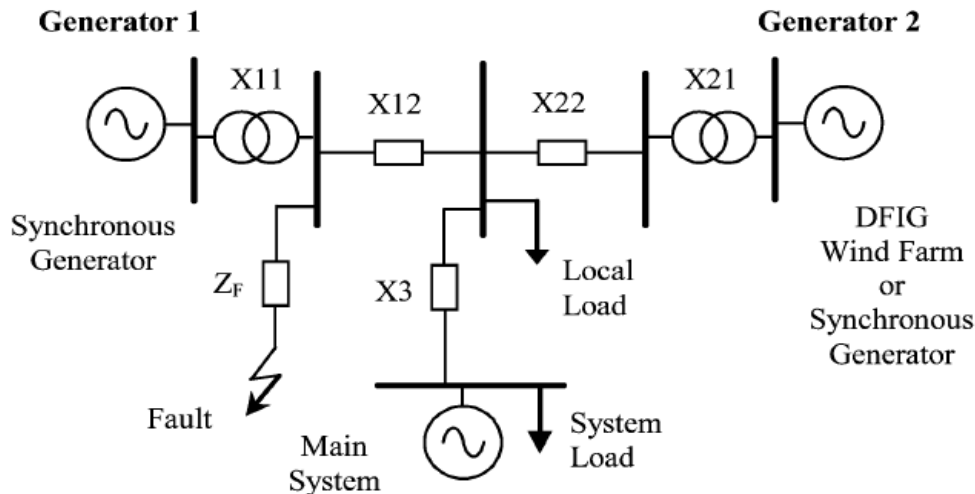 Generator 1
Generator 2
X11
X12
X22
X21
Synchronous
Generator
Z_F
X3
Local
Load
DFIG
Wind Farm
or
Synchronous
Generator
Fault
Main
System
System
Load